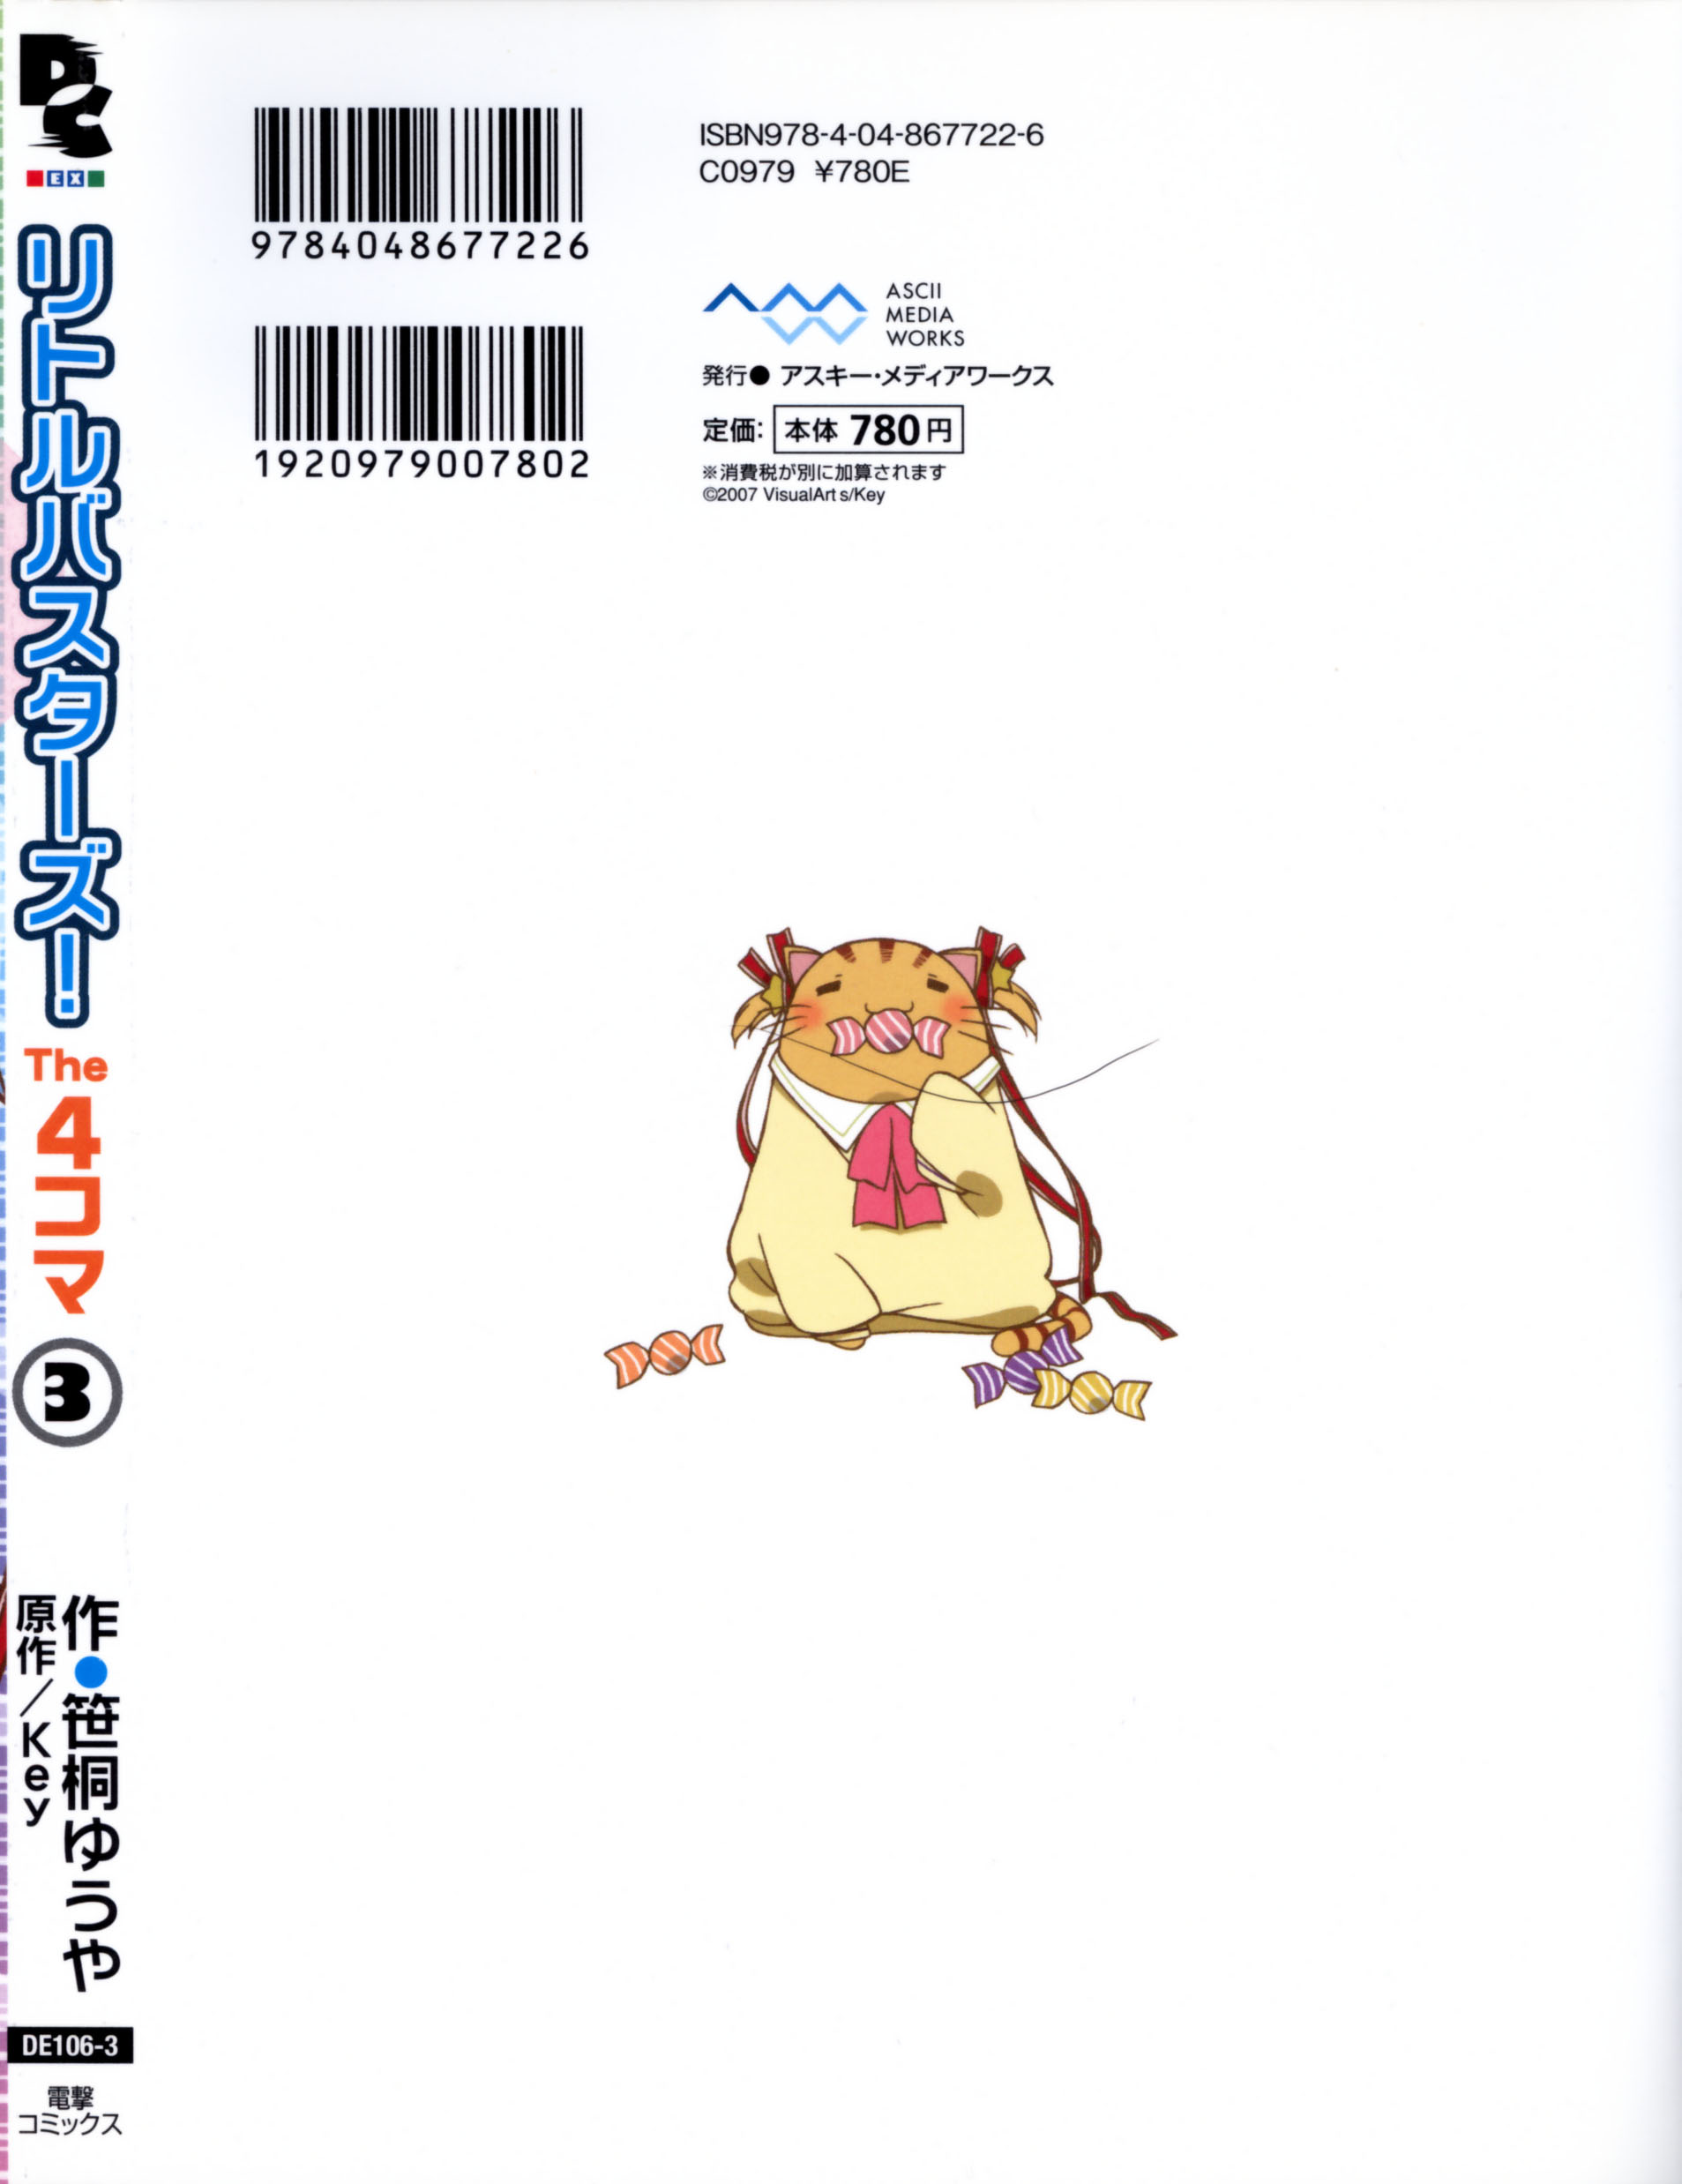 DC
EX
リトルバスターズ!
The
4コマ
3
作●笹桐ゆうや
原作/Key
DE106-3
電撃
コミックス
9784048677226
1920979007802
ISBN978-4-04-867722-6
C0979 ¥780E
ASCII
MEDIA
WORKS
発行● アスキー・メディアワークス
定価: 本体 780円
※消費税が別に加算されます
©2007 VisualArt s/Key